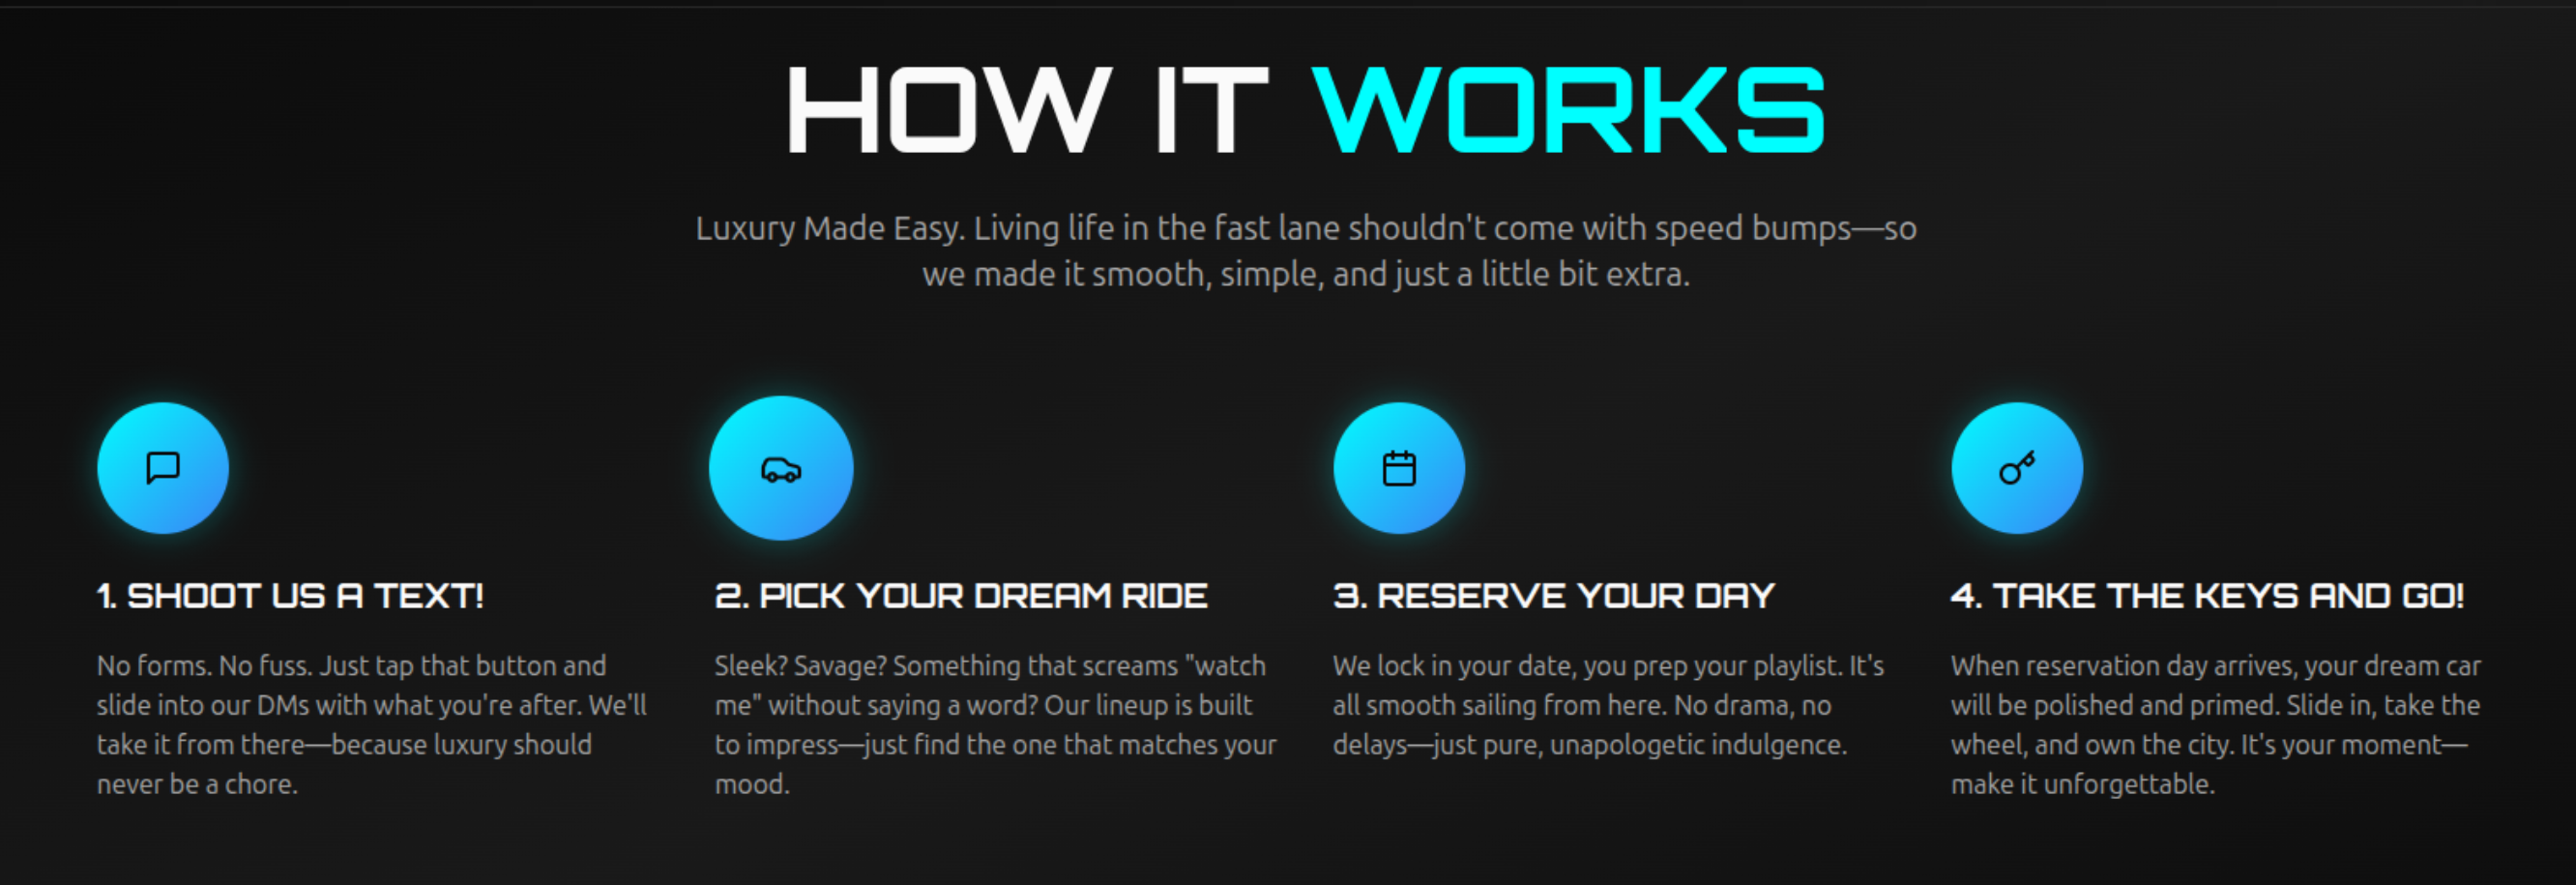 HOW IT WORKS
Luxury Made Easy. Living life in the fast lane shouldn't come with speed bumps—so
we made it smooth, simple, and just a little bit extra.
1. SHOOT US A TEXT!
No forms. No fuss. Just tap that button and
slide into our DMs with what you're after. We'll
take it from there—because luxury should
never be a chore.
2. PICK YOUR DREAM RIDE
Sleek? Savage? Something that screams "watch
me" without saying a word? Our lineup is built
to impress—just find the one that matches your
mood.
3. RESERVE YOUR DAY
We lock in your date, you prep your playlist. It's
all smooth sailing from here. No drama, no
delays—just pure, unapologetic indulgence.
4. TAKE THE KEYS AND GO!
When reservation day arrives, your dream car
will be polished and primed. Slide in, take the
wheel, and own the city. It's your moment—
make it unforgettable.